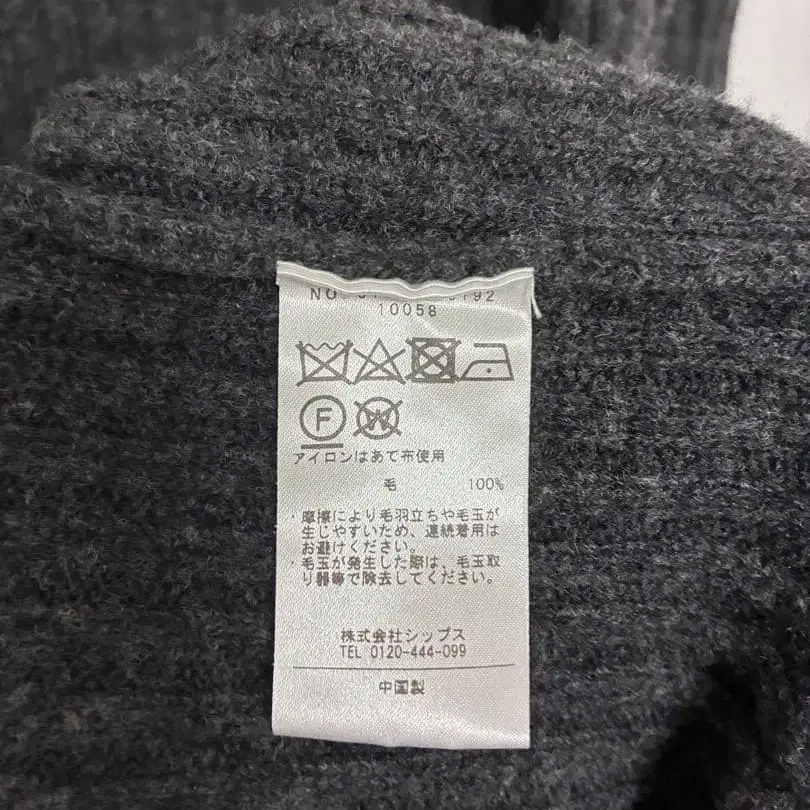 10058
F
W
アイロンはあて布使用
毛 100%
・摩擦により毛羽立ちや毛玉が
生じやすいため、連続着用は
お避けください。
・毛玉が発生した際は、毛玉取
り器等で除去してください。
株式会社シップス
TEL 0120-444-099
中国製